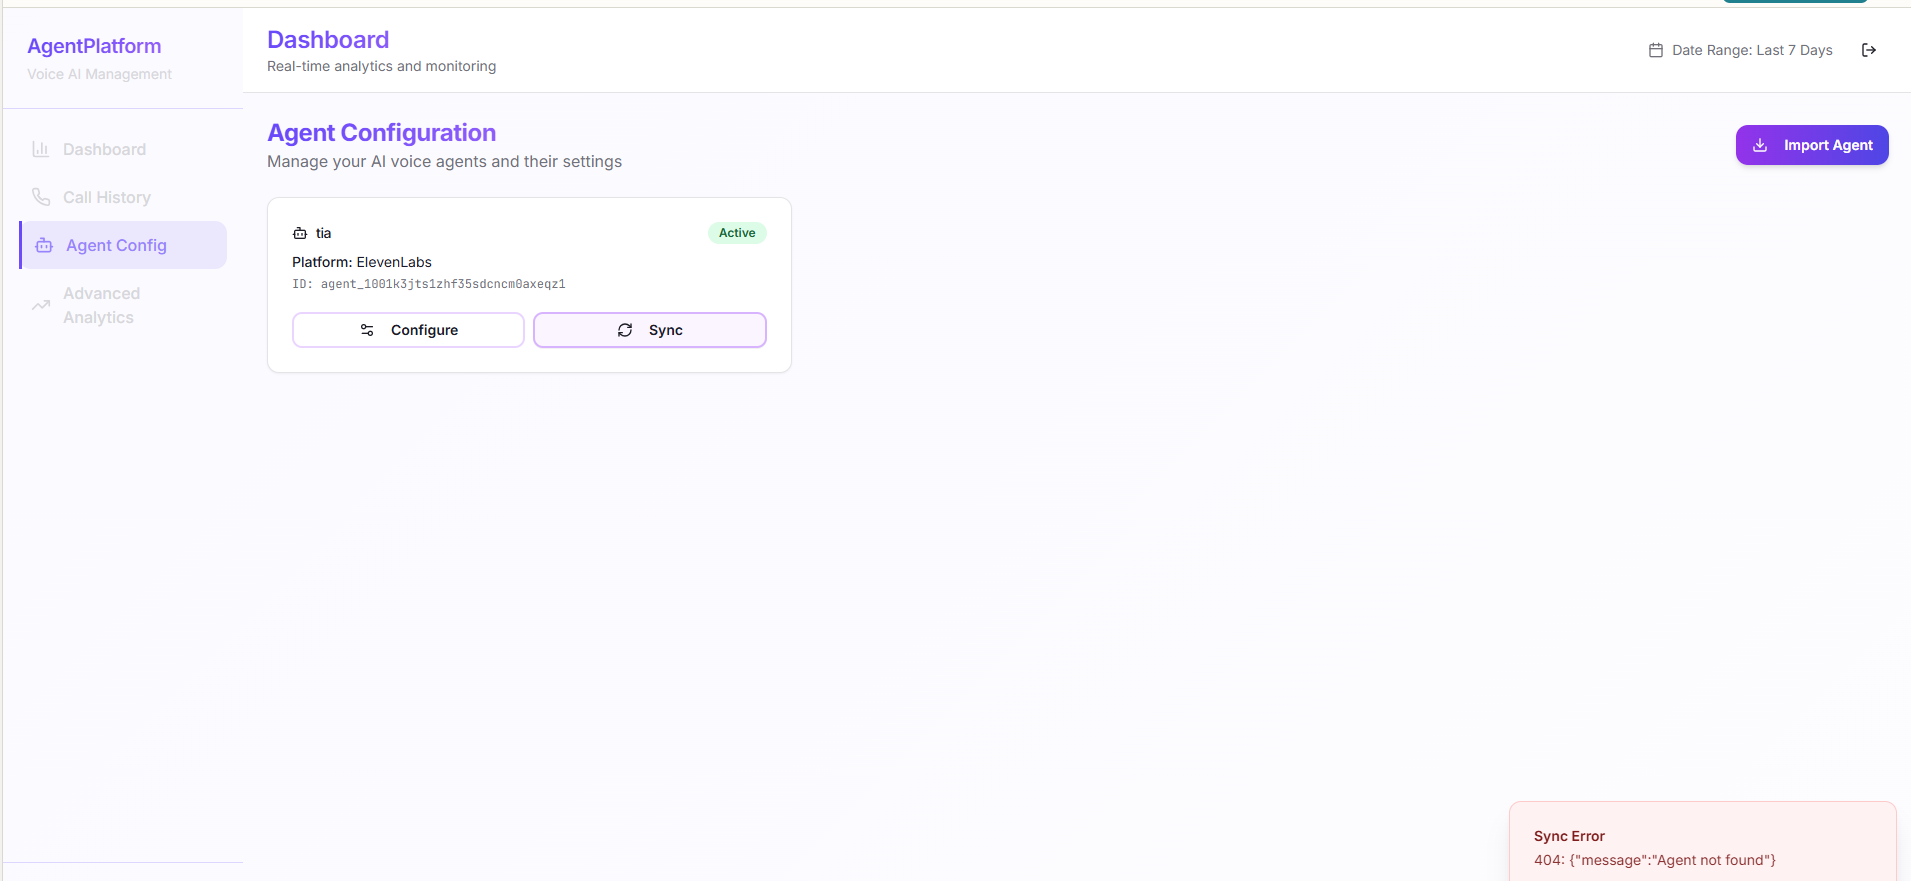 AgentPlatform
Voice AI Management
Dashboard
Call History
Agent Config
Advanced
Analytics
Dashboard
Real-time analytics and monitoring
Date Range: Last 7 Days
Agent Configuration
Manage your AI voice agents and their settings
Import Agent
tia
Active
Platform: ElevenLabs
ID: agent_1001k3jts1zhf35sdcncm0axeqz1
Configure
Sync
Sync Error
404: {"message":"Agent not found"}